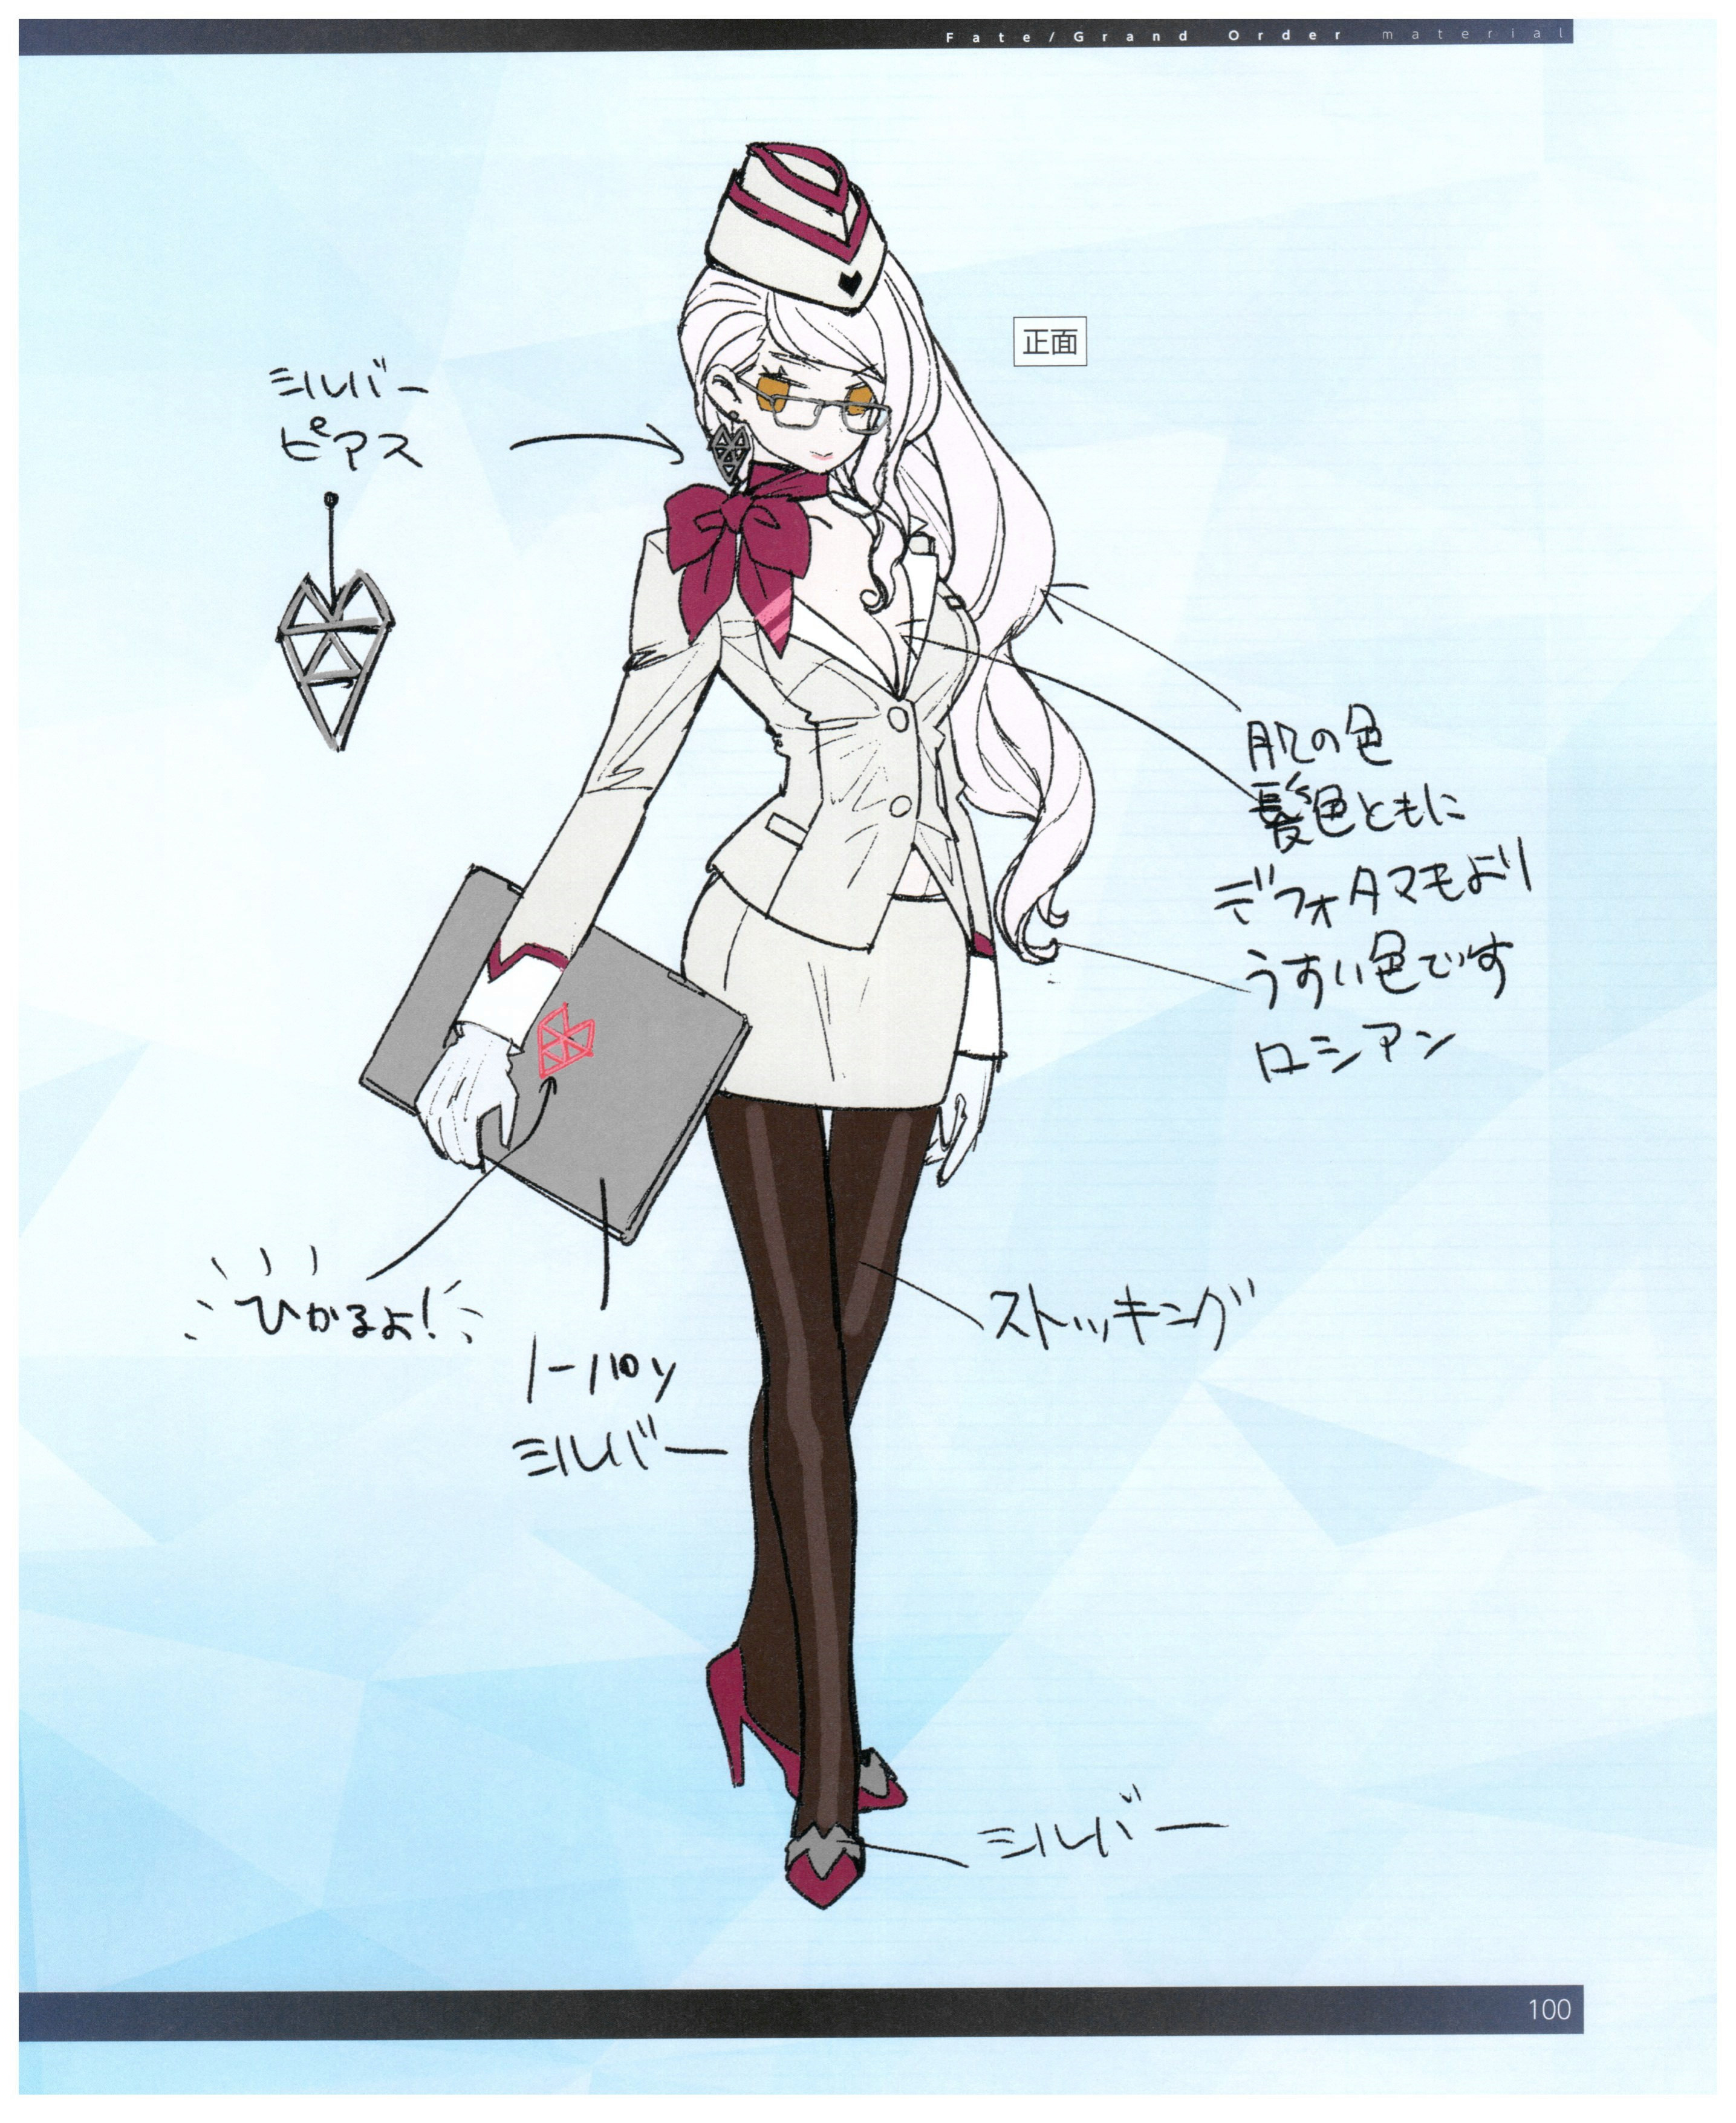 Fate/Grand Order material
正面
シルバー
ピアス
肌の色
髪色ともに
デフォタマモより
うすい色です
ロシアン
ひかるよ!
ノーパソ
シルバー
ストッキング
シルバー
100